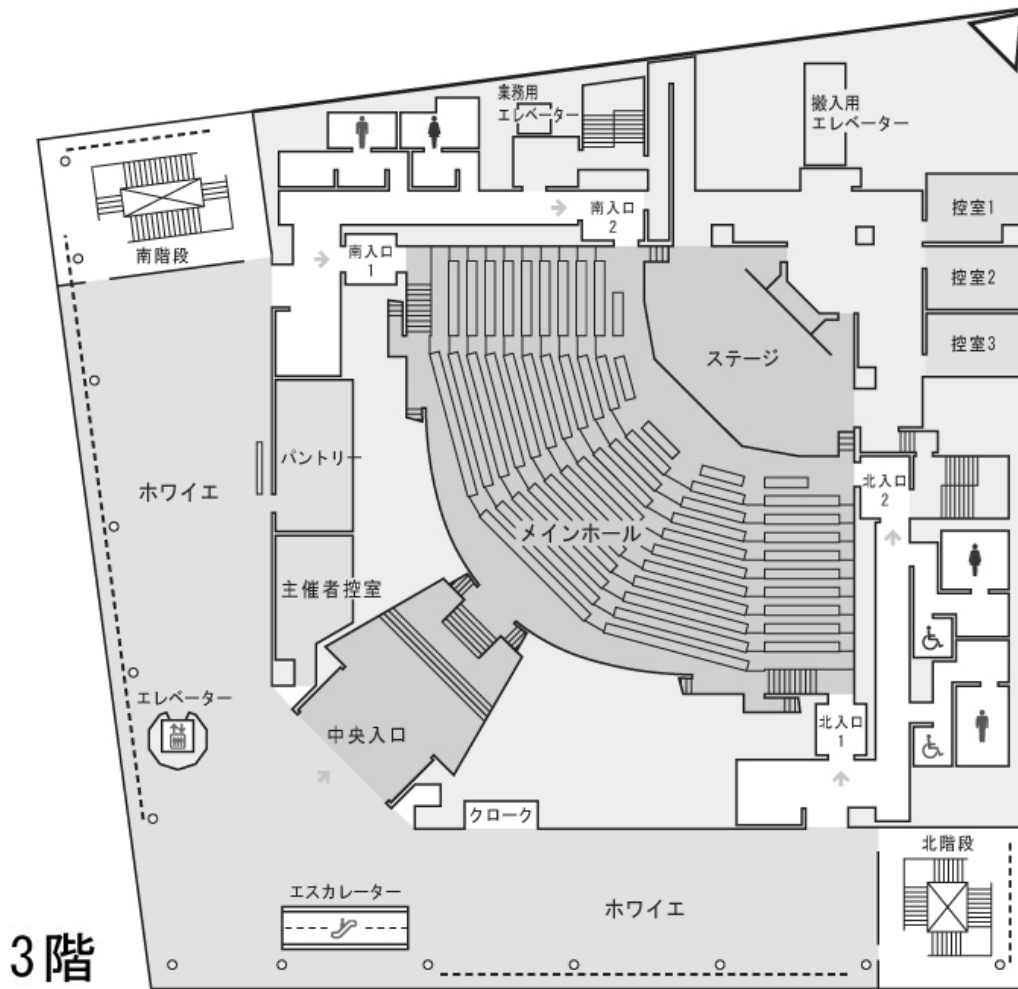 業務用
エレベーター
搬入用
エレベーター
控室1
南入口
2
南階段
南入口
1
控室2
控室3
ステージ
パントリー
ホワイエ
北入口
2
メインホール
主催者控室
エレベーター
中央入口
北入口
1
クローク
北階段
エスカレーター
ホワイエ
3階